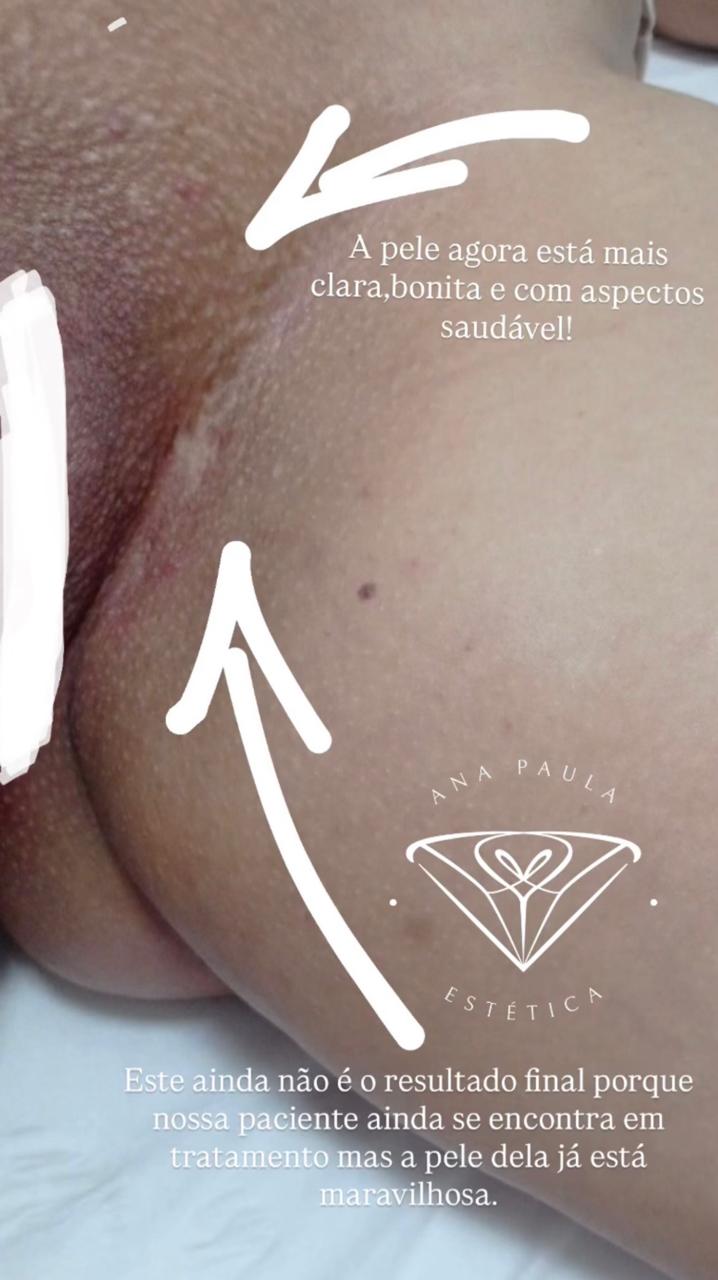 A pele agora está mais
clara,bonita e com aspectos
saudável!
ANA PAULA
ESTÉTICA
Este ainda não é o resultado final porque
nossa paciente ainda se encontra em
tratamento mas a pele dela já está
maravilhosa.